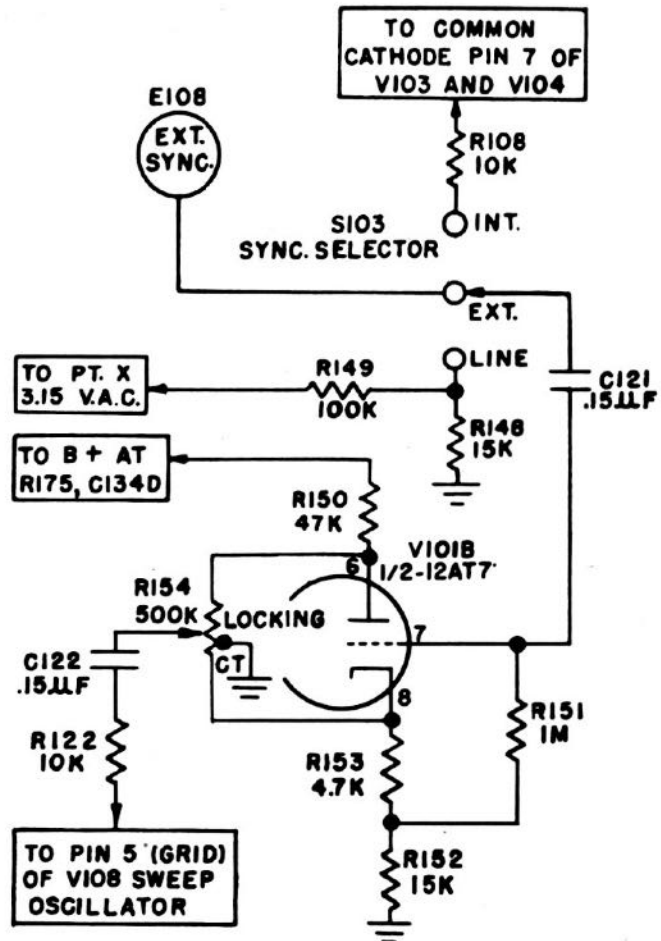 TO COMMON
CATHODE PIN 7 OF
V103 AND V104
E108
EXT.
SYNC.
R108
10K
S103
SYNC. SELECTOR
INT.
EXT.
LINE
TO PT. X
3.15 V.A.C.
R149
100K
C121
.15µµF
R148
15K
TO B + AT
R175, C134D
R150
47K
V101B
1/2-12AT7
6
R154
500K
LOCKING
7
CT
C122
.15µµF
8
R151
1M
R122
10K
R153
4.7K
R152
15K
TO PIN 5 (GRID)
OF V108 SWEEP
OSCILLATOR